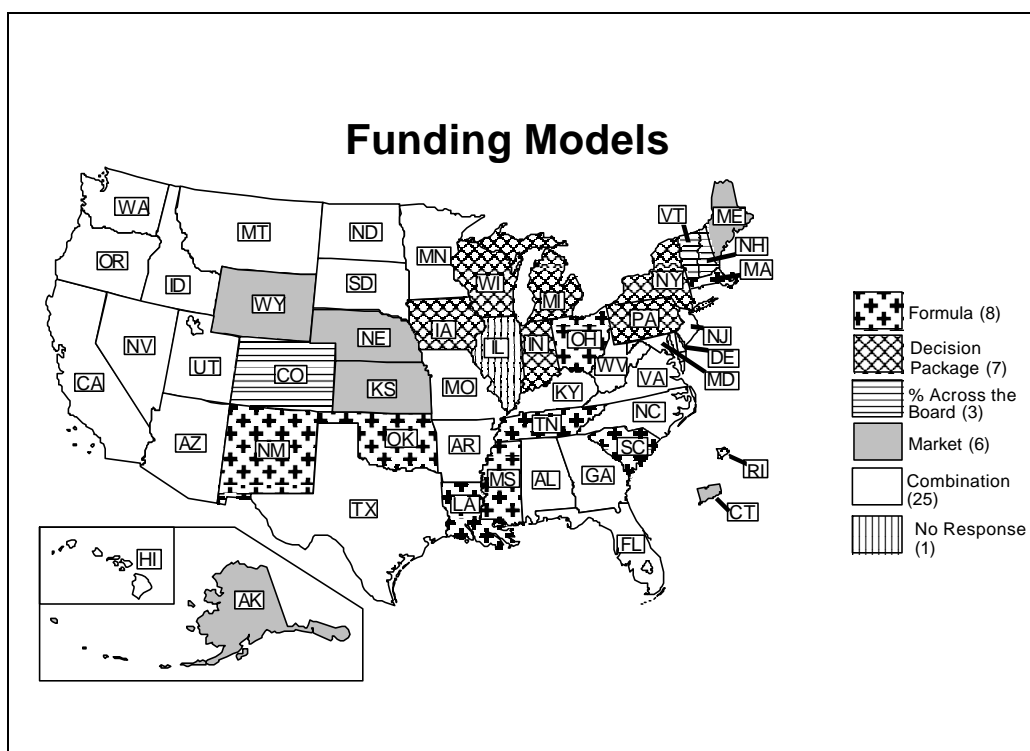 Funding Models
WA
MT
ND
MN
VT
ME
NH
MA
OR
ID
SD
WI
MI
NY
WY
IA
PA
NE
IL
IN
OH
NJ
DE
MD
NV
UT
CO
CA
KS
MO
WV
VA
KY
NC
AZ
NM
OK
AR
TN
SC
MS
AL
GA
LA
TX
FL
RI
CT
HI
AK
Formula (8)
Decision
Package (7)
% Across the
Board (3)
Market (6)
Combination
(25)
No Response
(1)